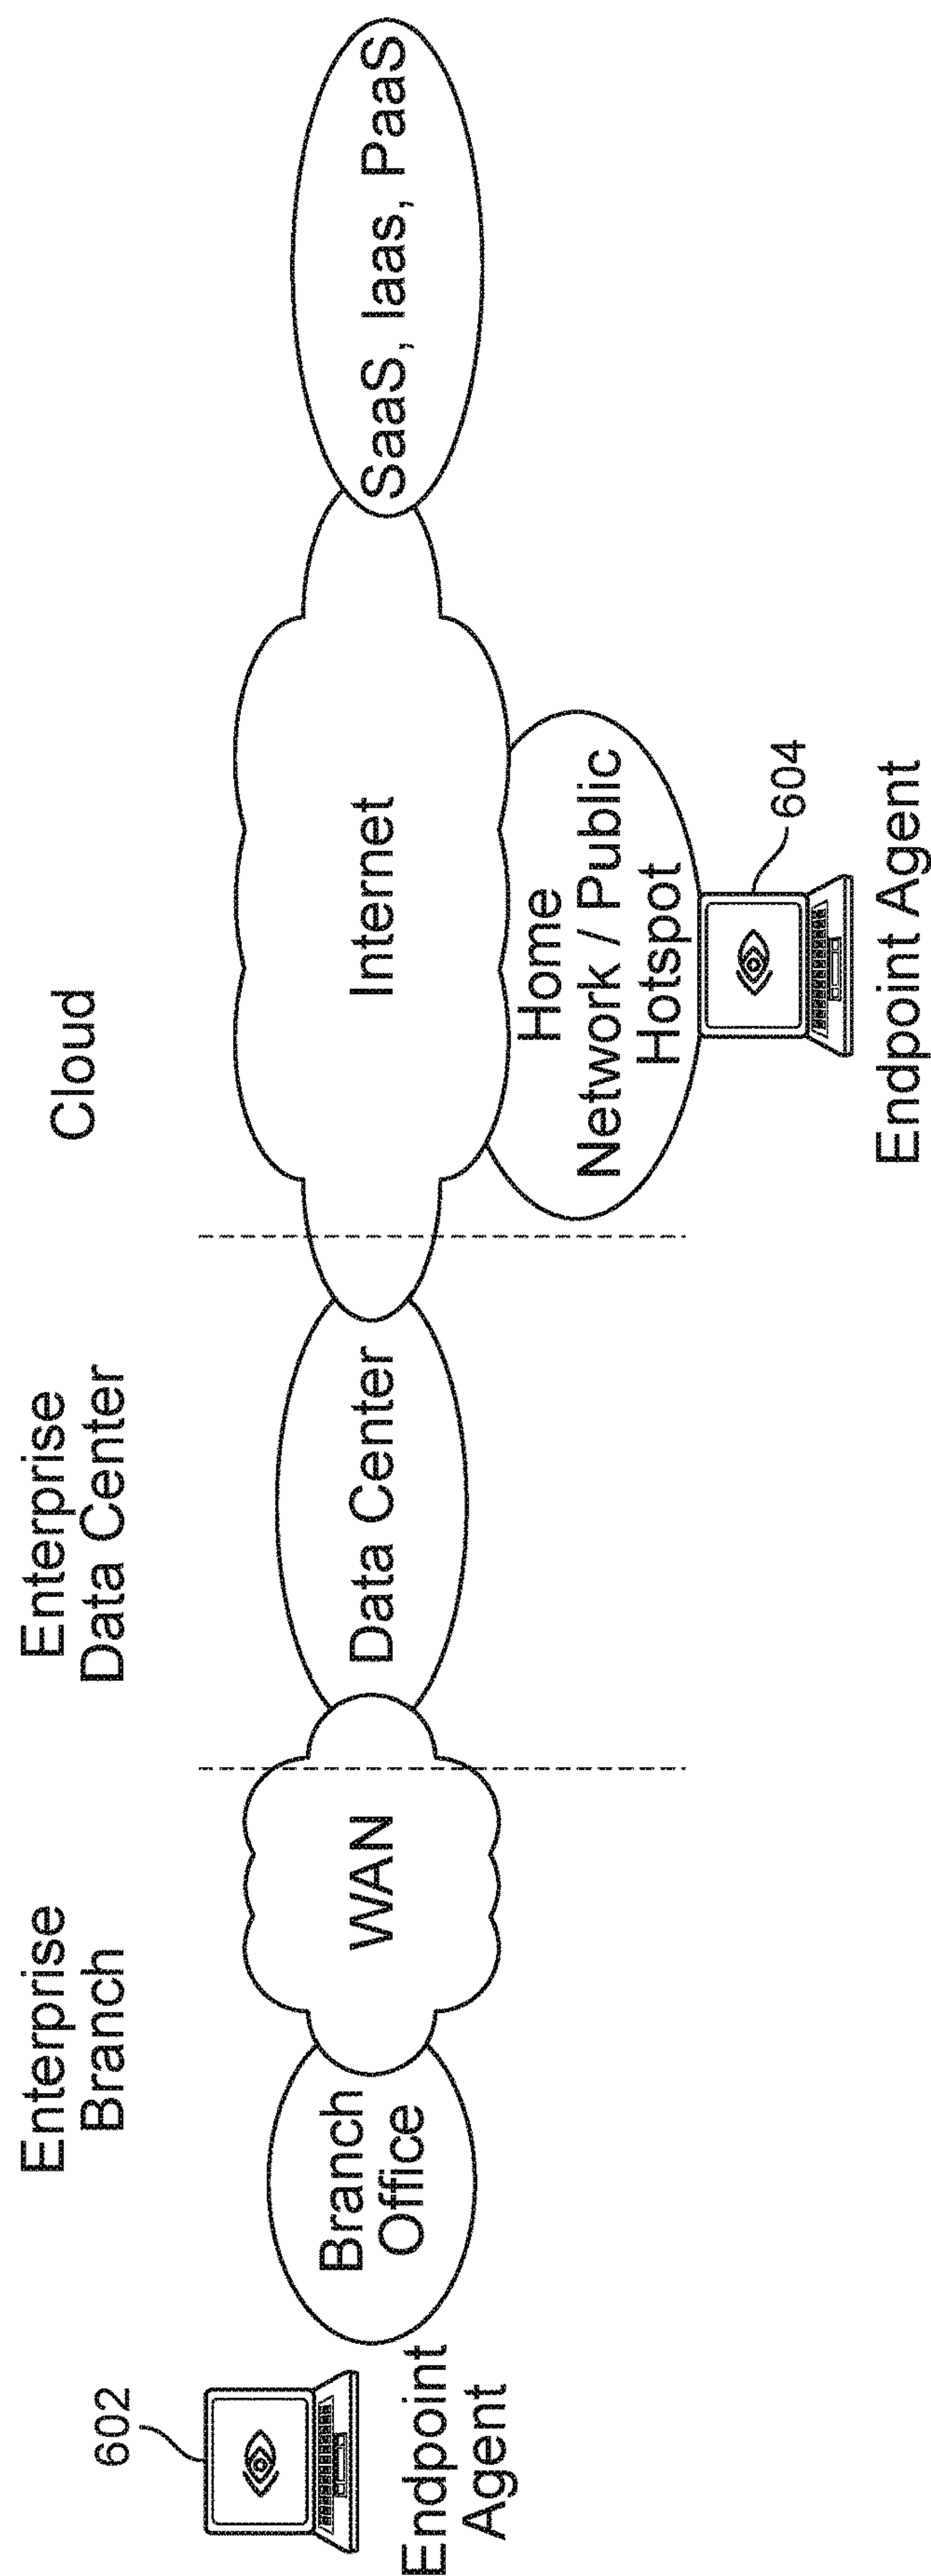 Enterprise
Branch
Enterprise
Data Center
Cloud
602
Endpoint
Agent
Branch
Office
WAN
Data Center
Internet
SaaS, Iaas, PaaS
Home
Network / Public
Hotspot
604
Endpoint Agent